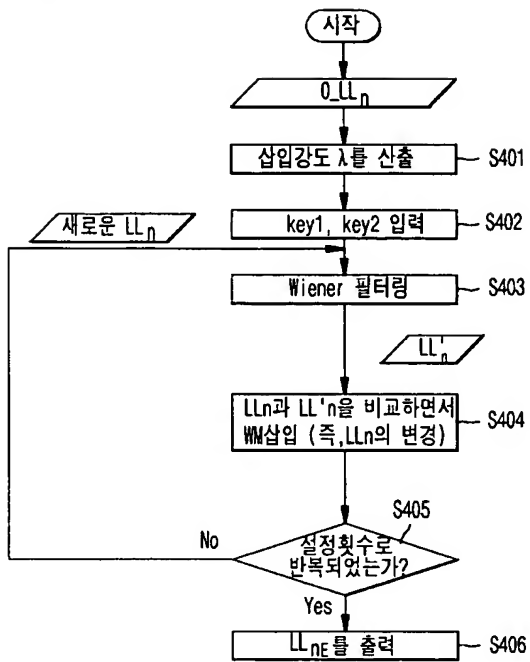 시작
O_LLn
삽입강도 λ를 산출
S401
key1, key2 입력
S402
새로운 LLn
Wiener 필터링
S403
LL'n
LLn과 LL'n을 비교하면서
WM삽입 (즉,LLn의 변경)
S404
S405
설정횟수로
반복되었는가?
No
Yes
LLnE를 출력
S406